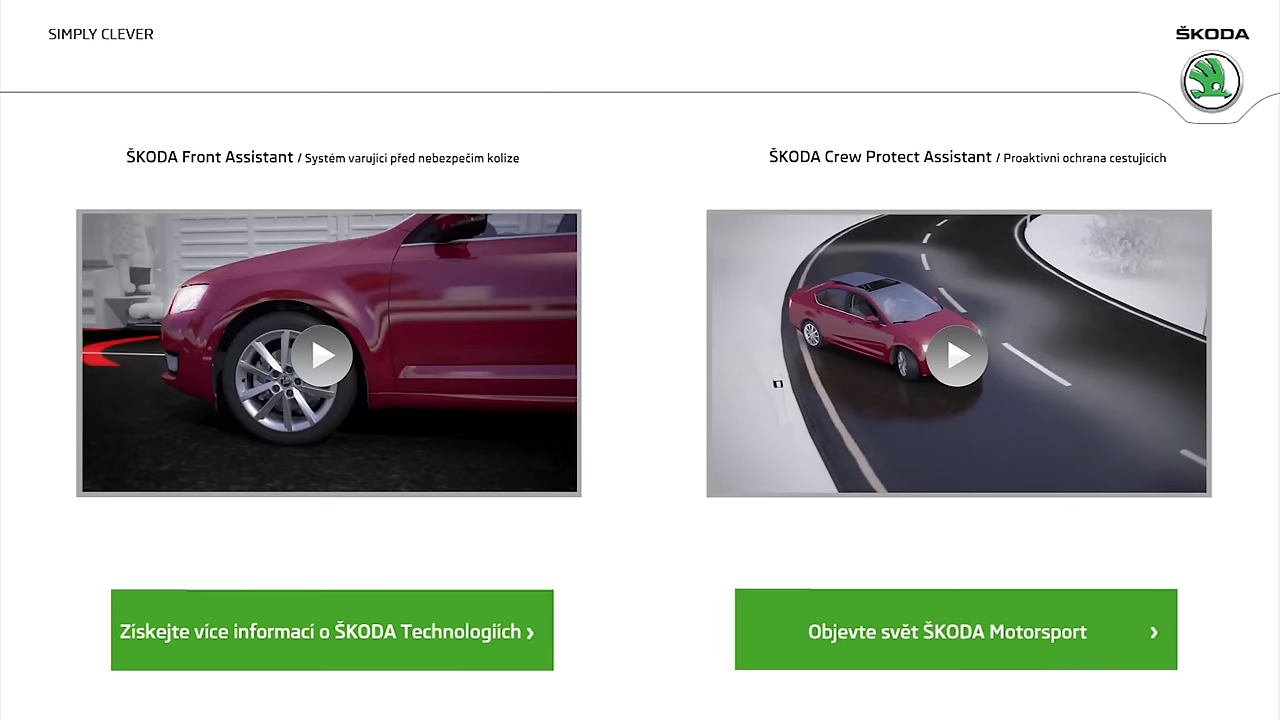 SIMPLY CLEVER
ŠKODA
ŠKODA Front Assistant / Systém varující před nebezpečím kolize
ŠKODA Crew Protect Assistant / Proaktivní ochrana cestujících
Získejte více informací o ŠKODA Technologiích ›
Objevte svět ŠKODA Motorsport ›